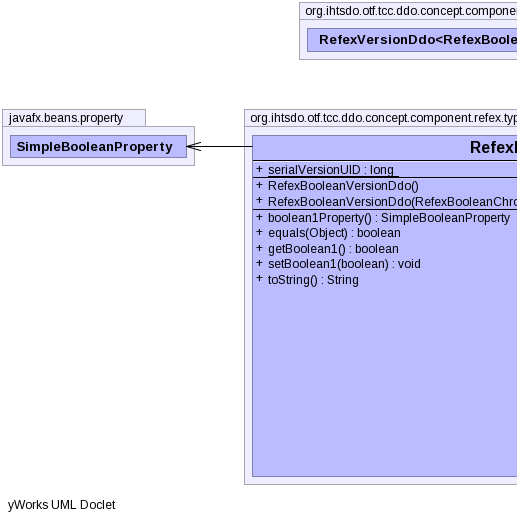 org.ihtsdo.otf.tcc.ddo.concept.componen
RefexVersionDdo<RefexBoole
javafx.beans.property
SimpleBooleanProperty
org.ihtsdo.otf.tcc.ddo.concept.component.refex.typ
RefexI
+ serialVersionUID : long
+ RefexBooleanVersionDdo()
+ RefexBooleanVersionDdo(RefexBooleanChro
+ boolean1Property() : SimpleBooleanProperty
+ equals(Object) : boolean
+ getBoolean1() : boolean
+ setBoolean1(boolean) : void
+ toString() : String
yWorks UML Doclet